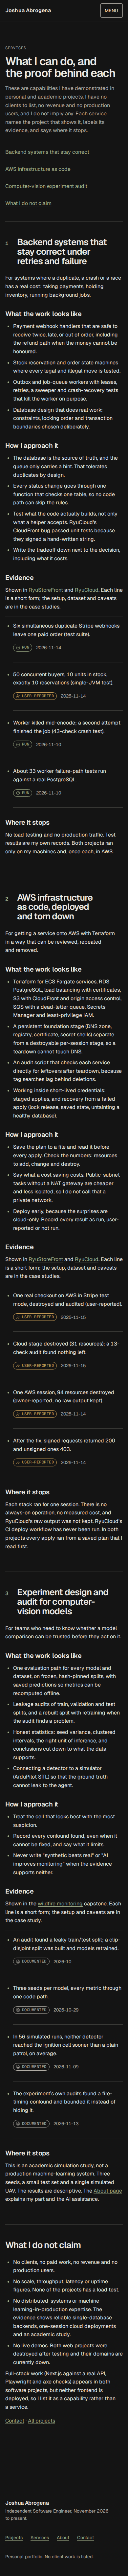 Joshua Abrogena
MENU
SERVICES
What I can do, and
the proof behind each
These are capabilities I have demonstrated in
personal and academic projects. I have no
clients to list, no revenue and no production
users, and I do not imply any. Each service
names the project that shows it, labels its
evidence, and says where it stops.
Backend systems that stay correct
AWS infrastructure as code
Computer-vision experiment audit
What I do not claim
1
Backend systems that
stay correct under
retries and failure
For systems where a duplicate, a crash or a race
has a real cost: taking payments, holding
inventory, running background jobs.
What the work looks like
Payment webhook handlers that are safe to
receive twice, late, or out of order, including
the refund path when the money cannot be
honoured.
Stock reservation and order state machines
where every legal and illegal move is tested.
Outbox and job-queue workers with leases,
retries, a sweeper and crash-recovery tests
that kill the worker on purpose.
Database design that does real work:
constraints, locking order and transaction
boundaries chosen deliberately.
How I approach it
The database is the source of truth, and the
queue only carries a hint. That tolerates
duplicates by design.
Every status change goes through one
function that checks one table, so no code
path can skip the rules.
Test what the code actually builds, not only
what a helper accepts. RyuCloud's
CloudFront bug passed unit tests because
they signed a hand-written string.
Write the tradeoff down next to the decision,
including what it costs.
Evidence
Shown in RyuStoreFront and RyuCloud. Each line
is a short form; the setup, dataset and caveats
are in the case studies.
Six simultaneous duplicate Stripe webhooks
leave one paid order (test suite).
RUN 2026-11-14
50 concurrent buyers, 10 units in stock,
exactly 10 reservations (single-JVM test).
USER-REPORTED 2026-11-14
Worker killed mid-encode; a second attempt
finished the job (43-check crash test).
RUN 2026-11-10
About 33 worker failure-path tests run
against a real PostgreSQL.
RUN 2026-11-10
Where it stops
No load testing and no production traffic. Test
results are my own records. Both projects ran
only on my machines and, once each, in AWS.
2
AWS infrastructure
as code, deployed
and torn down
For getting a service onto AWS with Terraform
in a way that can be reviewed, repeated
and removed.
What the work looks like
Terraform for ECS Fargate services, RDS
PostgreSQL, load balancing with certificates,
S3 with CloudFront and origin access control,
SQS with a dead-letter queue, Secrets
Manager and least-privilege IAM.
A persistent foundation stage (DNS zone,
registry, certificate, secret shells) separate
from a destroyable per-session stage, so a
teardown cannot touch DNS.
An audit script that checks each service
directly for leftovers after teardown, because
tag searches lag behind deletions.
Working inside short-lived credentials:
staged applies, and recovery from a failed
apply (lock release, saved state, untainting a
healthy database).
How I approach it
Save the plan to a file and read it before
every apply. Check the numbers: resources
to add, change and destroy.
Say what a cost saving costs. Public-subnet
tasks without a NAT gateway are cheaper
and less isolated, so I do not call that a
private network.
Deploy early, because the surprises are
cloud-only. Record every result as run, user-
reported or not run.
Evidence
Shown in RyuStoreFront and RyuCloud. Each line
is a short form; the setup, dataset and caveats
are in the case studies.
One real checkout on AWS in Stripe test
mode, destroyed and audited (user-reported).
USER-REPORTED 2026-11-15
Cloud stage destroyed (31 resources); a 13-
check audit found nothing left.
USER-REPORTED 2026-11-15
One AWS session, 94 resources destroyed
(owner-reported; no raw output kept).
USER-REPORTED 2026-11-14
After the fix, signed requests returned 200
and unsigned ones 403.
USER-REPORTED 2026-11-14
Where it stops
Each stack ran for one session. There is no
always-on operation, no measured cost, and
RyuCloud's raw output was not kept. RyuCloud's
CI deploy workflow has never been run. In both
projects every apply ran from a saved plan that I
read first.
3
Experiment design and
audit for computer-
vision models
For teams who need to know whether a model
comparison can be trusted before they act on it.
What the work looks like
One evaluation path for every model and
dataset, on frozen, hash-pinned splits, with
saved predictions so metrics can be
recomputed offline.
Leakage audits of train, validation and test
splits, and a rebuilt split with retraining when
the audit finds a problem.
Honest statistics: seed variance, clustered
intervals, the right unit of inference, and
conclusions cut down to what the data
supports.
Connecting a detector to a simulator
(ArduPilot SITL) so that the ground truth
cannot leak to the agent.
How I approach it
Treat the cell that looks best with the most
suspicion.
Record every confound found, even when it
cannot be fixed, and say what it limits.
Never write "synthetic beats real" or "AI
improves monitoring" when the evidence
supports neither.
Evidence
Shown in the wildfire monitoring capstone. Each
line is a short form; the setup and caveats are in
the case study.
An audit found a leaky train/test split; a clip-
disjoint split was built and models retrained.
DOCUMENTED 2026-10
Three seeds per model, every metric through
one code path.
DOCUMENTED 2026-10-29
In 56 simulated runs, neither detector
reached the ignition cell sooner than a plain
patrol, on average.
DOCUMENTED 2026-11-09
The experiment's own audits found a fire-
timing confound and bounded it instead of
hiding it.
DOCUMENTED 2026-11-13
Where it stops
This is an academic simulation study, not a
production machine-learning system. Three
seeds, a small test set and a single simulated
UAV. The results are descriptive. The About page
explains my part and the AI assistance.
What I do not claim
No clients, no paid work, no revenue and no
production users.
No scale, throughput, latency or uptime
figures. None of the projects has a load test.
No distributed-systems or machine-
learning-in-production expertise. The
evidence shows reliable single-database
backends, one-session cloud deployments
and an academic study.
No live demos. Both web projects were
destroyed after testing and their domains are
currently down.
Full-stack work (Next.js against a real API,
Playwright and axe checks) appears in both
software projects, but neither frontend is
deployed, so I list it as a capability rather than
a service.
Contact · All projects
Joshua Abrogena
Independent Software Engineer, November 2026
to present.
Projects Services About Contact
Personal portfolio. No client work is listed.